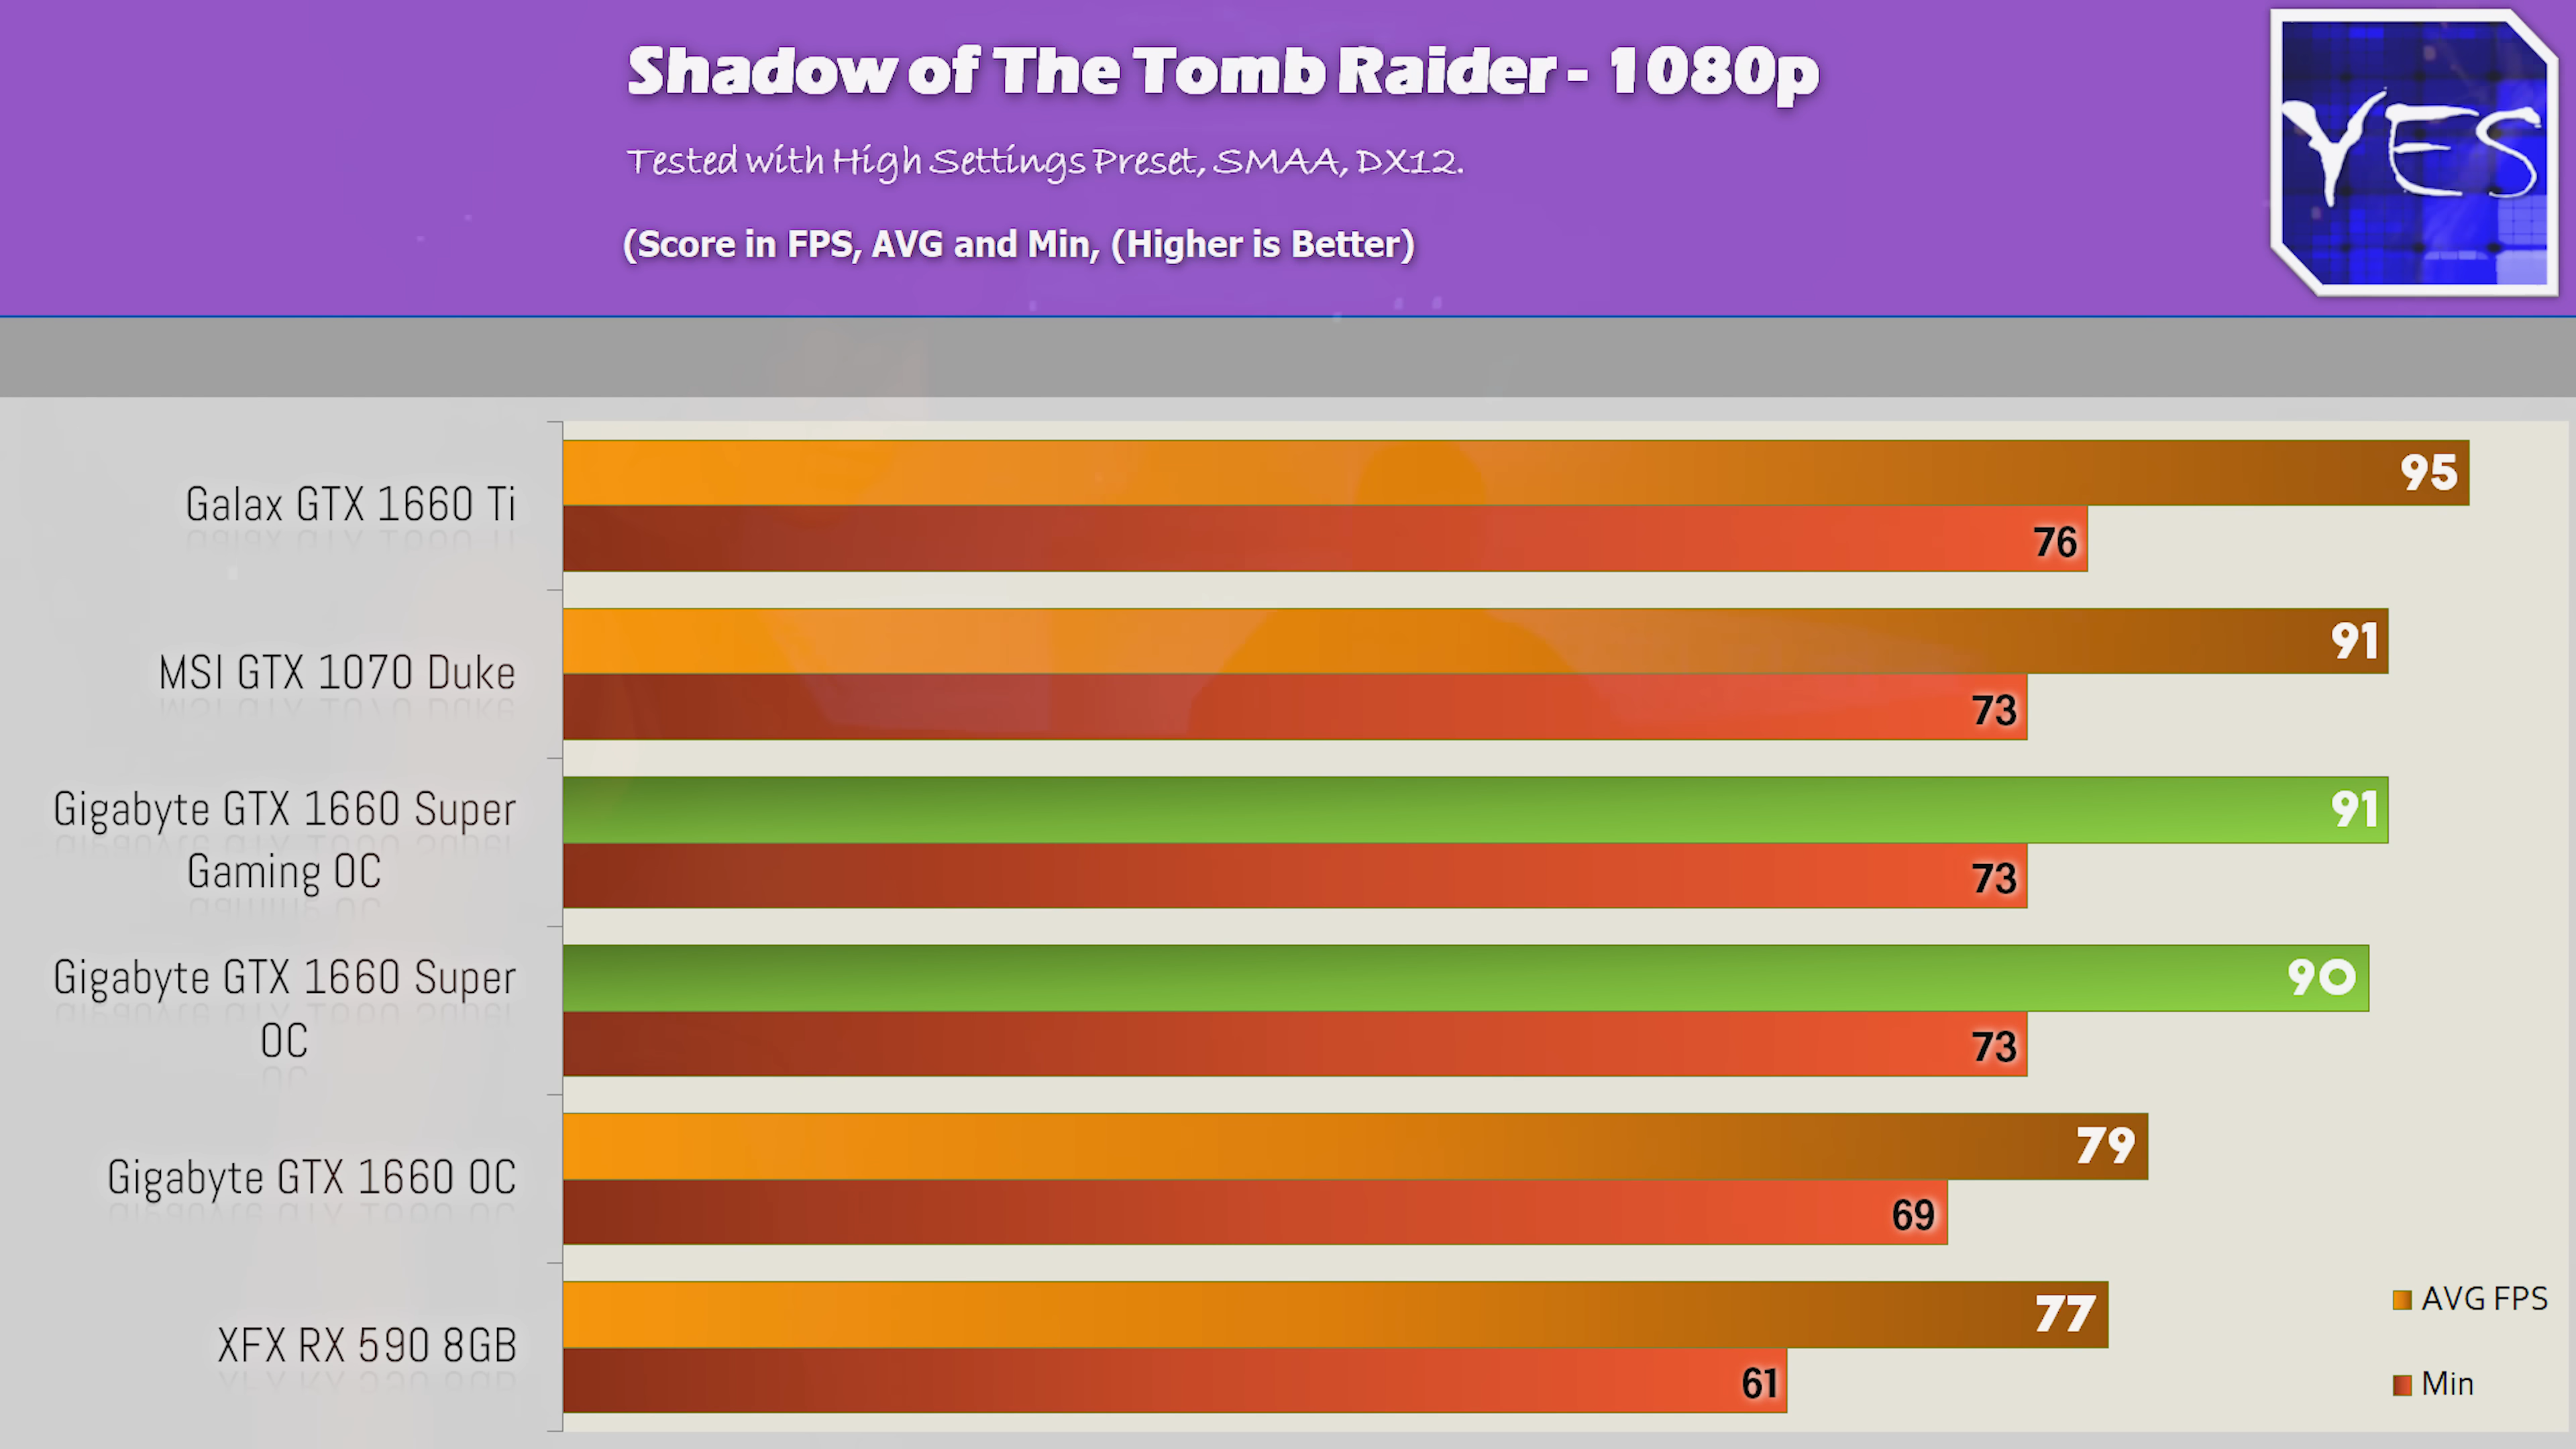 Shadow of The Tomb Raider - 1080p
YES
Tested with High Settings Preset, SMAA, DX12.
(Score in FPS, AVG and Min, (Higher is Better)
Galax GTX 1660 Ti
95
76
MSI GTX 1070 Duke
91
73
Gigabyte GTX 1660 Super
Gaming OC
91
73
Gigabyte GTX 1660 Super
OC
90
73
Gigabyte GTX 1660 OC
79
69
XFX RX 590 8GB
77
61
AVG FPS
Min